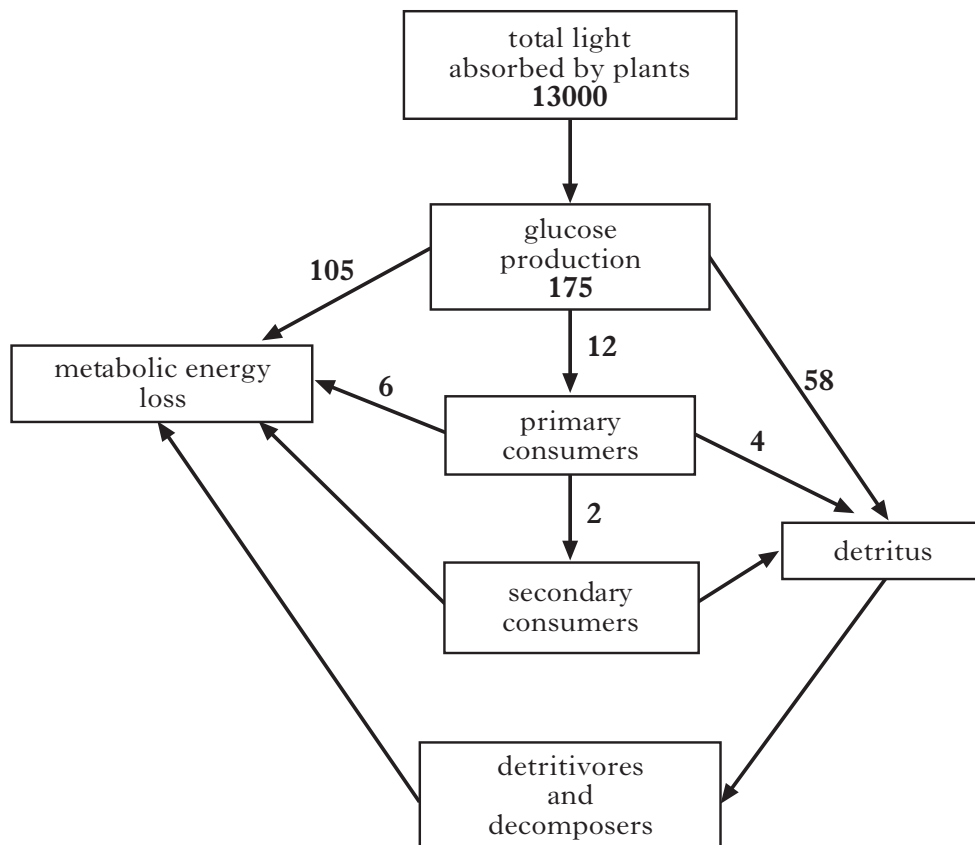 total light
absorbed by plants
13000
glucose
production
175
105
12
58
metabolic energy
loss
6
primary
consumers
4
2
detritus
secondary
consumers
detritivores
and
decomposers